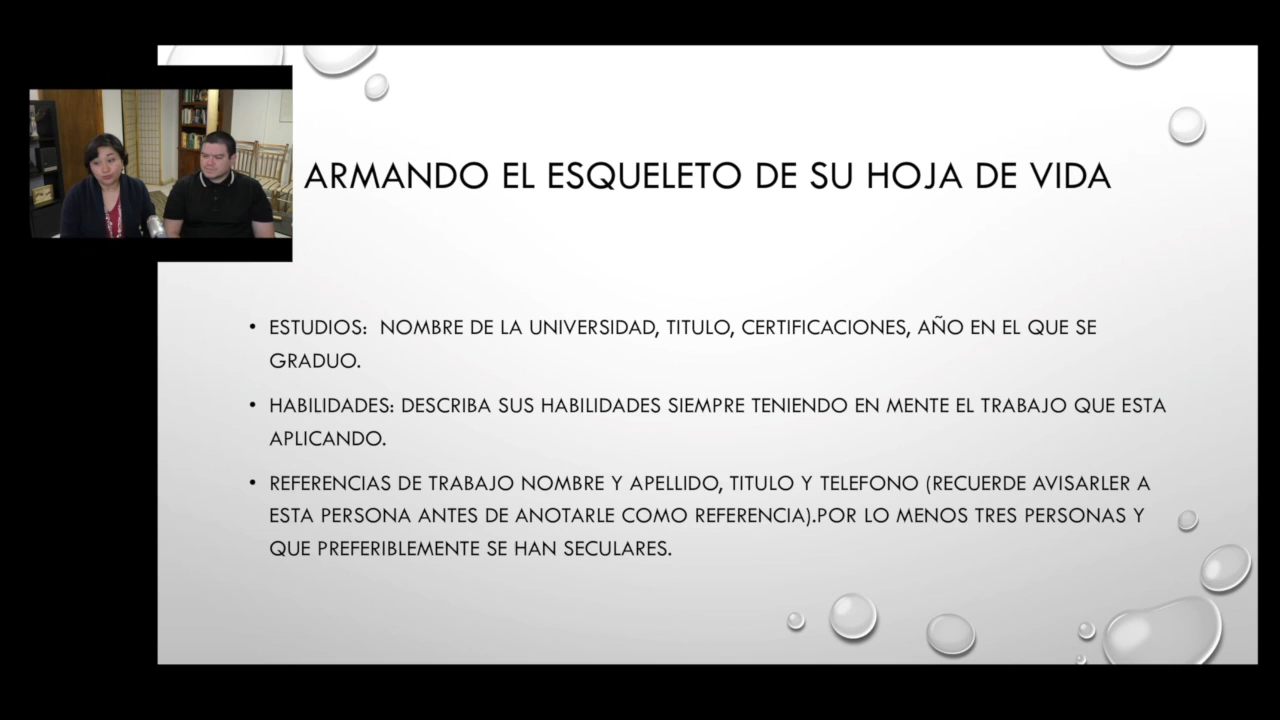 ARMANDO EL ESQUELETO DE SU HOJA DE VIDA
• ESTUDIOS: NOMBRE DE LA UNIVERSIDAD, TITULO, CERTIFICACIONES, AÑO EN EL QUE SE
GRADUO.
• HABILIDADES: DESCRIBA SUS HABILIDADES SIEMPRE TENIENDO EN MENTE EL TRABAJO QUE ESTA
APLICANDO.
• REFERENCIAS DE TRABAJO NOMBRE Y APELLIDO, TITULO Y TELEFONO (RECUERDE AVISARLER A
ESTA PERSONA ANTES DE ANOTARLE COMO REFERENCIA).POR LO MENOS TRES PERSONAS Y
QUE PREFERIBLEMENTE SE HAN SECULARES.